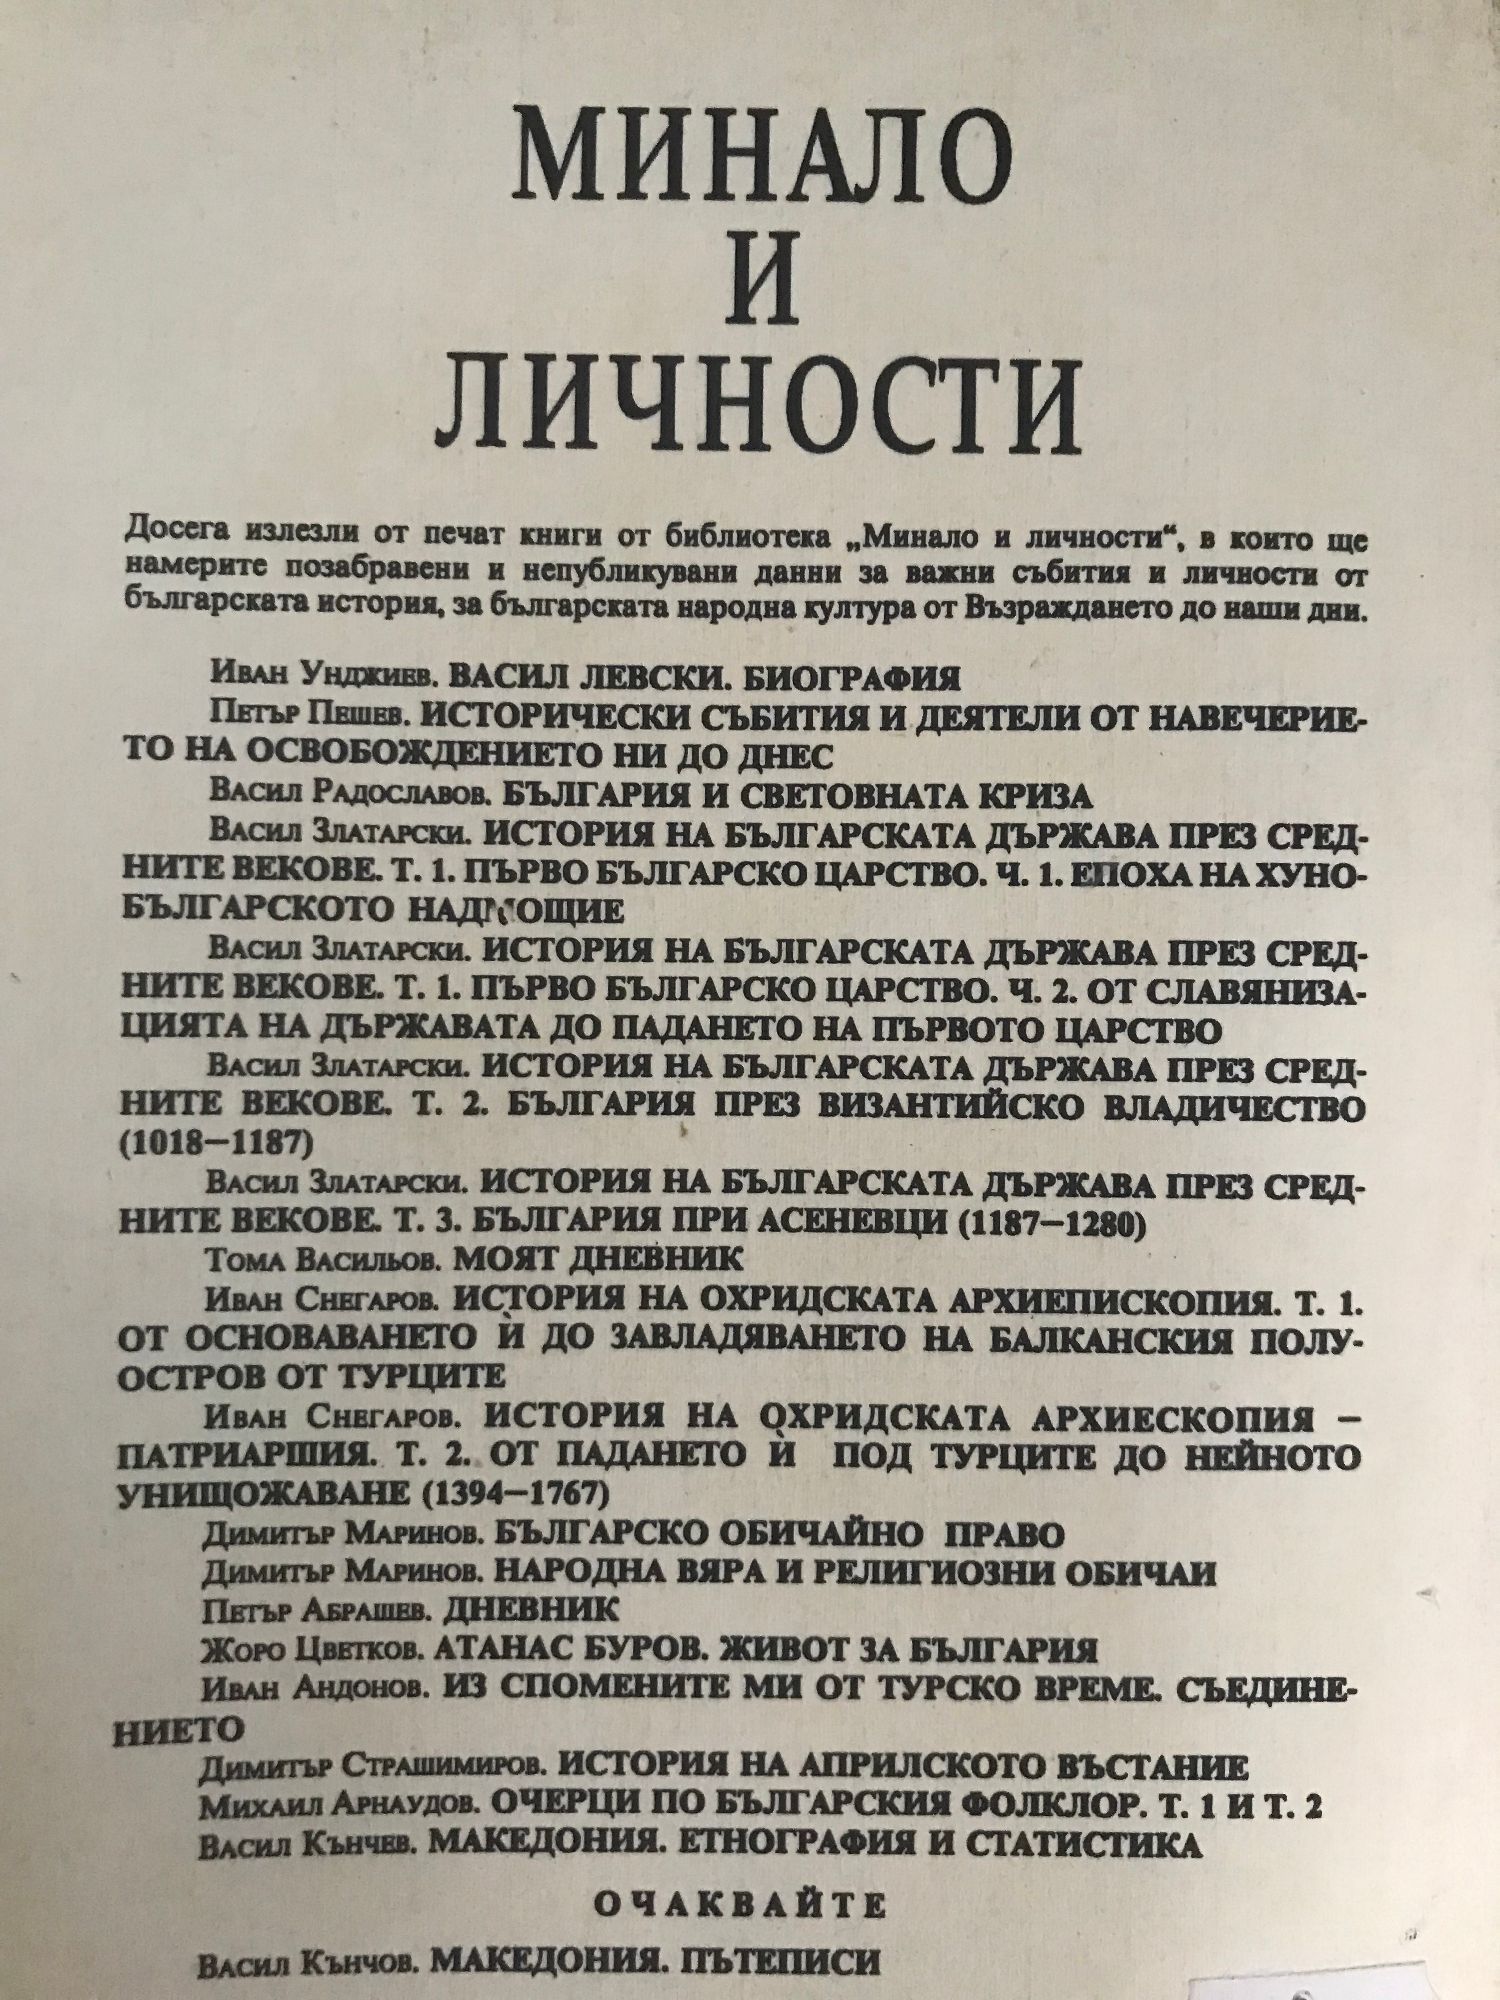 МИНАЛО
И
ЛИЧНОСТИ
Досега излезли от печат книги от библиотека „Минало и личности“, в които ще
намерите позабравени и непубликувани данни за важни събития и личности от
българската история, за българската народна култура от Възраждането до наши дни.
Иван Унджиев. ВАСИЛ ЛЕВСКИ. БИОГРАФИЯ
Петър Пешев. ИСТОРИЧЕСКИ СЪБИТИЯ И ДЕЯТЕЛИ ОТ НАВЕЧЕРИЕ-
ТО НА ОСВОБОЖДЕНИЕТО НИ ДО ДНЕС
Васил Радославов. БЪЛГАРИЯ И СВЕТОВНАТА КРИЗА
Васил Златарски. ИСТОРИЯ НА БЪЛГАРСКАТА ДЪРЖАВА ПРЕЗ СРЕД-
НИТЕ ВЕКОВЕ. Т. 1. ПЪРВО БЪЛГАРСКО ЦАРСТВО. Ч. 1. ЕПОХА НА ХУНО-
БЪЛГАРСКОТО НАДМОЩИЕ
Васил Златарски. ИСТОРИЯ НА БЪЛГАРСКАТА ДЪРЖАВА ПРЕЗ СРЕД-
НИТЕ ВЕКОВЕ. Т. 1. ПЪРВО БЪЛГАРСКО ЦАРСТВО. Ч. 2. ОТ СЛАВЯНИЗА-
ЦИЯТА НА ДЪРЖАВАТА ДО ПАДАНЕТО НА ПЪРВОТО ЦАРСТВО
Васил Златарски. ИСТОРИЯ НА БЪЛГАРСКАТА ДЪРЖАВА ПРЕЗ СРЕД-
НИТЕ ВЕКОВЕ. Т. 2. БЪЛГАРИЯ ПРЕЗ ВИЗАНТИЙСКО ВЛАДИЧЕСТВО
(1018–1187)
Васил Златарски. ИСТОРИЯ НА БЪЛГАРСКАТА ДЪРЖАВА ПРЕЗ СРЕД-
НИТЕ ВЕКОВЕ. Т. 3. БЪЛГАРИЯ ПРИ АСЕНЕВЦИ (1187–1280)
Тома Васильов. МОЯТ ДНЕВНИК
Иван Снегаров. ИСТОРИЯ НА ОХРИДСКАТА АРХИЕПИСКОПИЯ. Т. 1.
ОТ ОСНОВАВАНЕТО Ѝ ДО ЗАВЛАДЯВАНЕТО НА БАЛКАНСКИЯ ПОЛУ-
ОСТРОВ ОТ ТУРЦИТЕ
Иван Снегаров. ИСТОРИЯ НА ОХРИДСКАТА АРХИЕСКОПИЯ –
ПАТРИАРШИЯ. Т. 2. ОТ ПАДАНЕТО Ѝ ПОД ТУРЦИТЕ ДО НЕЙНОТО
УНИЩОЖАВАНЕ (1394–1767)
Димитър Маринов. БЪЛГАРСКО ОБИЧАЙНО ПРАВО
Димитър Маринов. НАРОДНА ВЯРА И РЕЛИГИОЗНИ ОБИЧАИ
Петър Абрашев. ДНЕВНИК
Жоро Цветков. АТАНАС БУРОВ. ЖИВОТ ЗА БЪЛГАРИЯ
Иван Андонов. ИЗ СПОМЕНИТЕ МИ ОТ ТУРСКО ВРЕМЕ. СЪЕДИНЕ-
НИЕТО
Димитър Страшимиров. ИСТОРИЯ НА АПРИЛСКОТО ВЪСТАНИЕ
Михаил Арнаудов. ОЧЕРЦИ ПО БЪЛГАРСКИЯ ФОЛКЛОР. Т. 1 И Т. 2
Васил Кънчев. МАКЕДОНИЯ. ЕТНОГРАФИЯ И СТАТИСТИКА
ОЧАКВАЙТЕ
Васил Кънчов. МАКЕДОНИЯ. ПЪТЕПИСИ